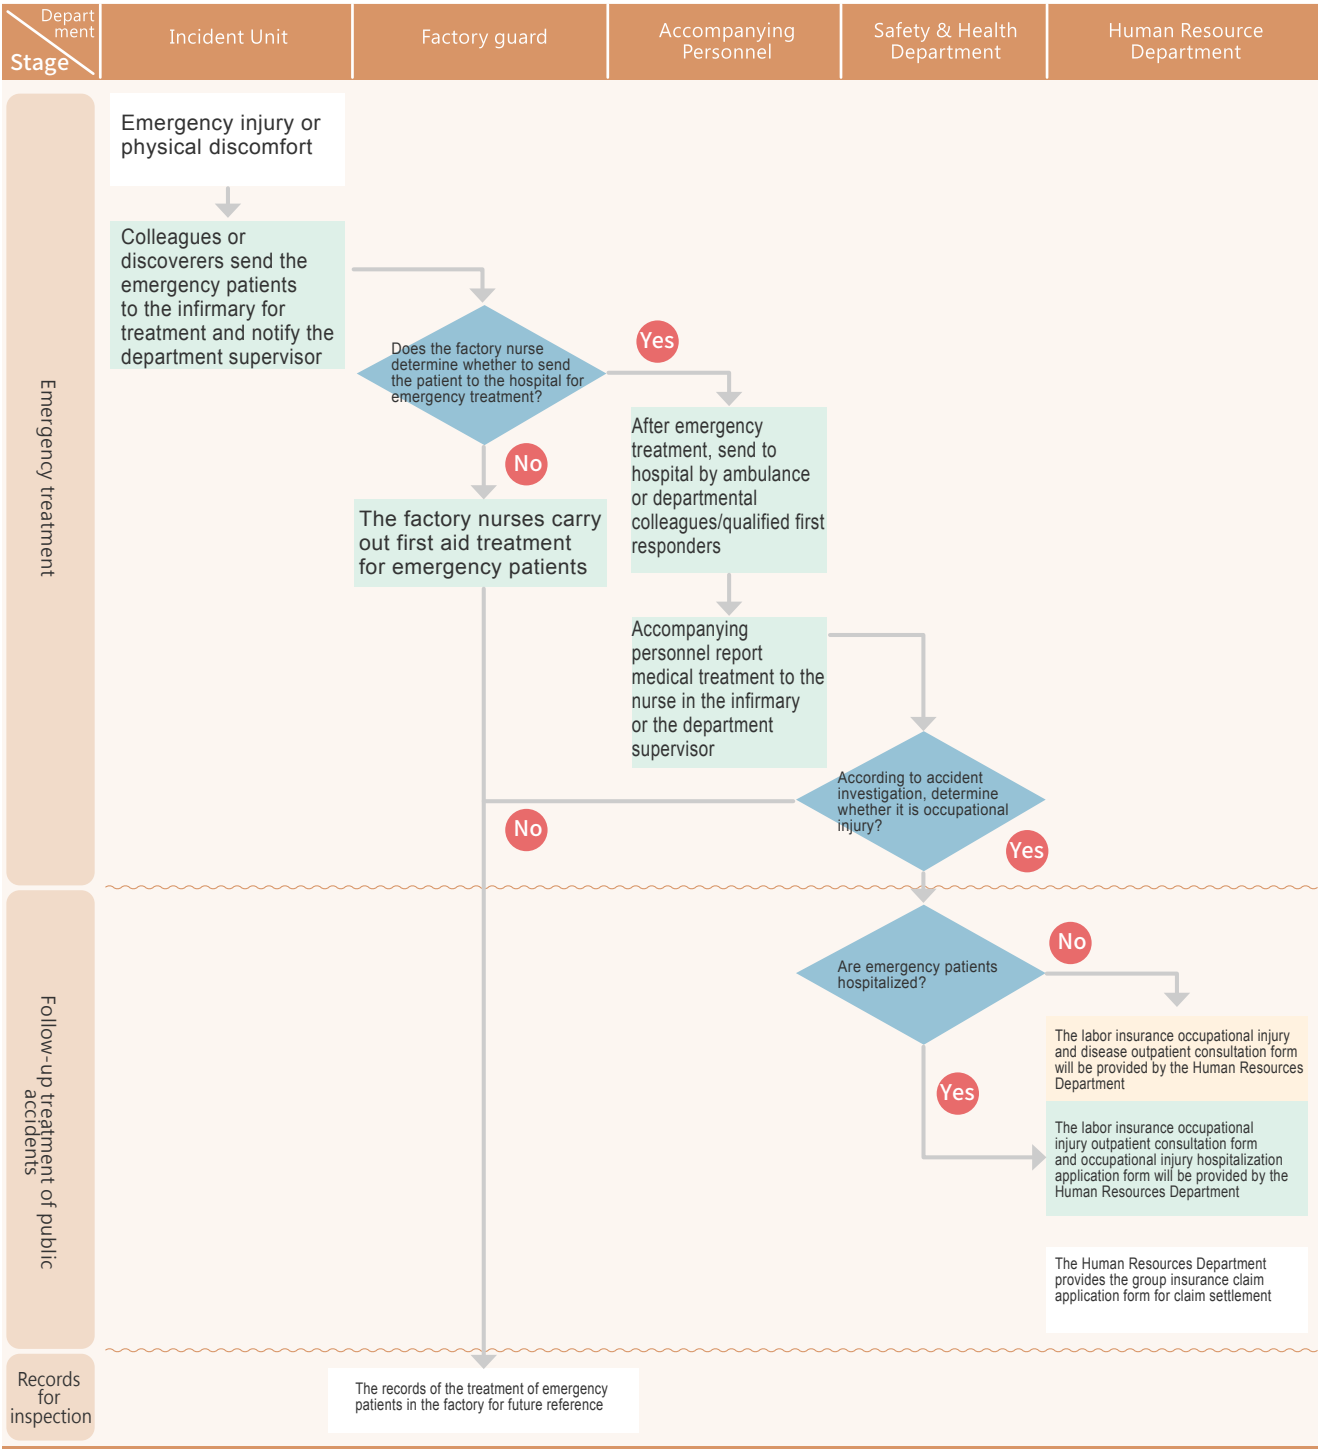 Depart
ment
Stage
Incident Unit
Factory guard
Accompanying
Personnel
Safety & Health
Department
Human Resource
Department
Emergency treatment
Emergency injury or
physical discomfort
Colleagues or
discoverers send the
emergency patients
to the infirmary for
treatment and notify the
department supervisor
Does the factory nurse
determine whether to send
the patient to the hospital for
emergency treatment?
Yes
No
After emergency
treatment, send to
hospital by ambulance
or departmental
colleagues/qualified first
responders
The factory nurses carry
out first aid treatment
for emergency patients
Accompanying
personnel report
medical treatment to the
nurse in the infirmary
or the department
supervisor
According to accident
investigation, determine
whether it is occupational
injury?
No
Yes
Follow-up treatment of public
accidents
Are emergency patients
hospitalized?
No
Yes
The labor insurance occupational injury
and disease outpatient consultation form
will be provided by the Human Resources
Department
The labor insurance occupational
injury outpatient consultation form
and occupational injury hospitalization
application form will be provided by the
Human Resources Department
The Human Resources Department
provides the group insurance claim
application form for claim settlement
Records
for
inspection
The records of the treatment of emergency
patients in the factory for future reference